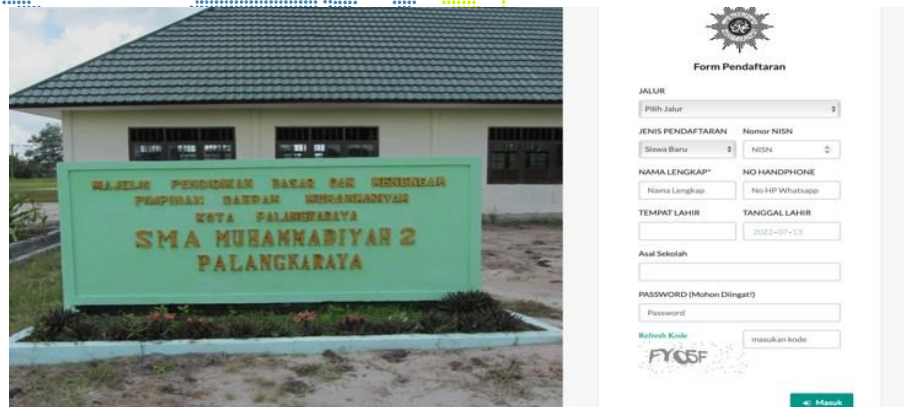 MAJELIS PENDIDIKAN DASAR DAN MENENGAH
PIMPINAN DAERAH MUHAMMADIYAH
KOTA PALANGKARAYA
SMA MUHAMMADIYAH 2
PALANGKARAYA
Form Pendaftaran
JALUR
Pilih Jalur
JENIS PENDAFTARAN Nomor NISN
Siswa Baru NISN
NAMA LENGKAP* NO HANDPHONE
Nama Lengkap No HP Whatsapp
TEMPAT LAHIR TANGGAL LAHIR
2022-07-13
Asal Sekolah
PASSWORD (Mohon Diingat!)
Password
Refresh Kode masukan kode
FYC5F
Masuk